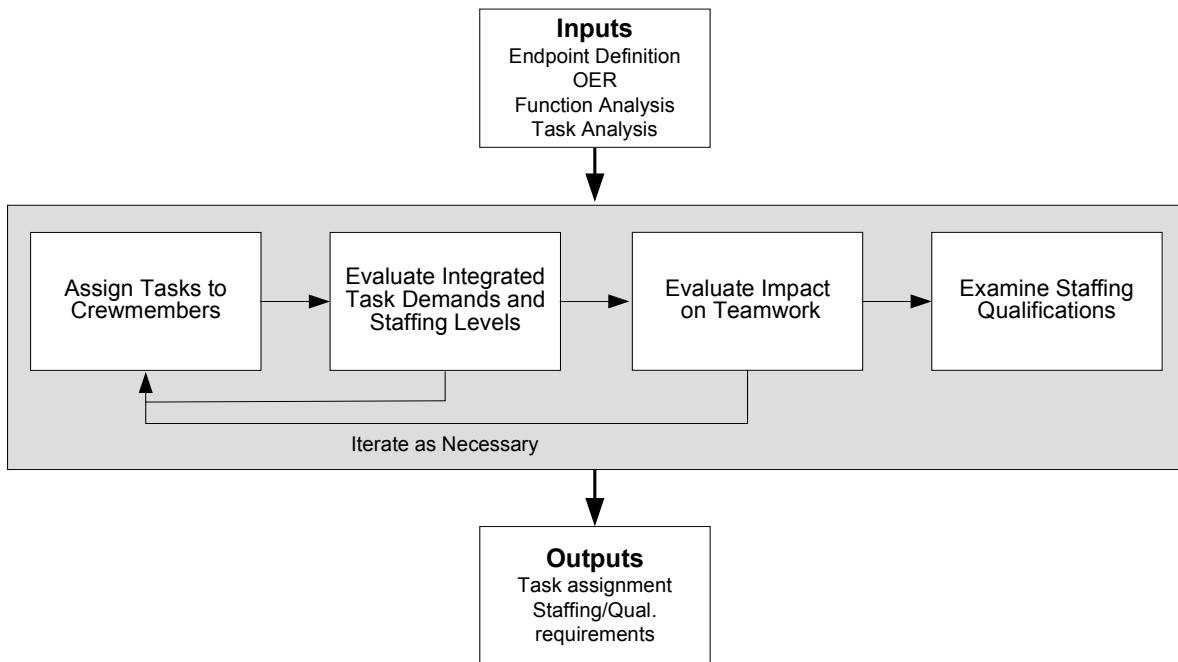 Inputs
Endpoint Definition
OER
Function Analysis
Task Analysis
Assign Tasks to
Crewmembers
Evaluate Integrated
Task Demands and
Staffing Levels
Evaluate Impact
on Teamwork
Examine Staffing
Qualifications
Iterate as Necessary
Outputs
Task assignment
Staffing/Qual.
requirements